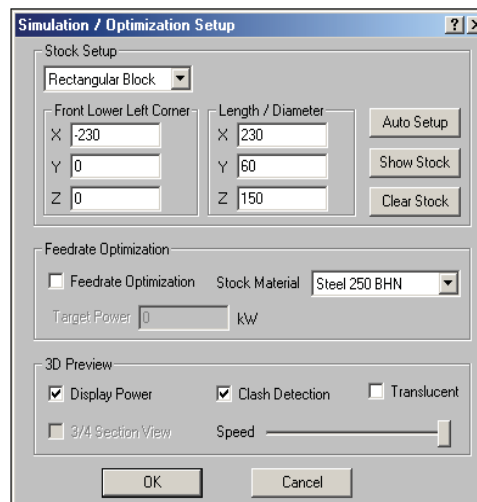 Simulation / Optimization Setup
Stock Setup
Rectangular Block
Front Lower Left Corner
X -230
Y 0
Z 0
Length / Diameter
X 230
Y 60
Z 150
Auto Setup
Show Stock
Clear Stock
Feedrate Optimization
Feedrate Optimization Stock Material Steel 250 BHN
Target Power 0 kW
3D Preview
Display Power Clash Detection Translucent
3/4 Section View Speed
OK Cancel